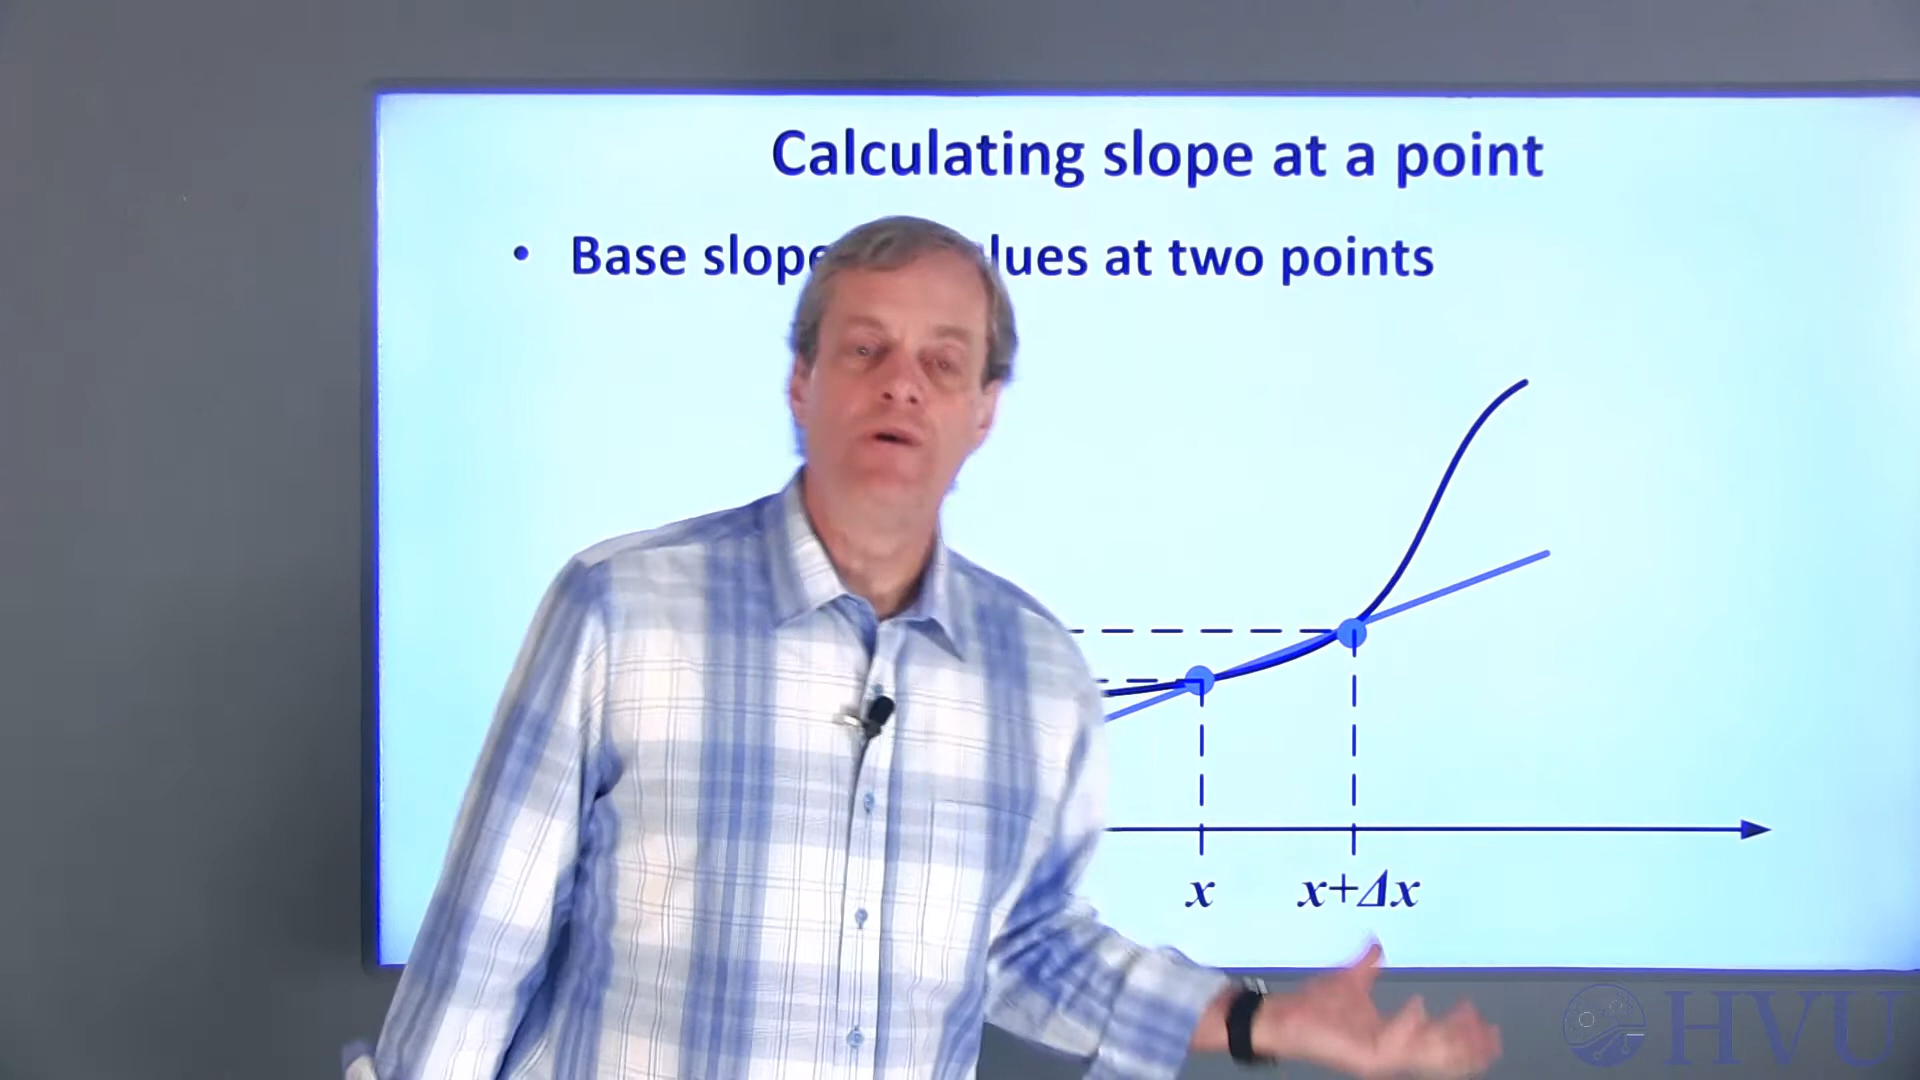 Calculating slope at a point
• Base slope lues at two points
x
x+Δx
HVU